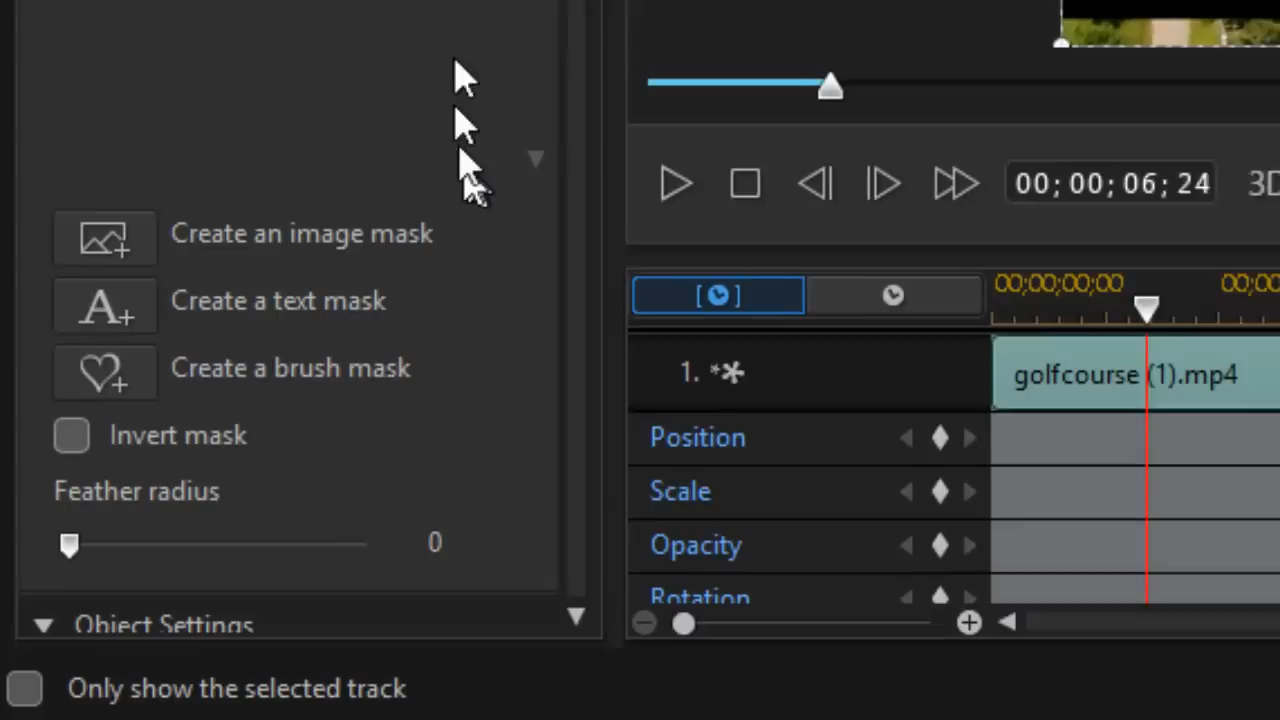 Create an image mask
A+ Create a text mask
Create a brush mask
Invert mask
Feather radius
0
Object Settings
Only show the selected track
00; 00; 06; 24
3D
[ ]
00;00;00;00
00;00
1. **
golfcourse (1).mp4
Position
Scale
Opacity
Rotation